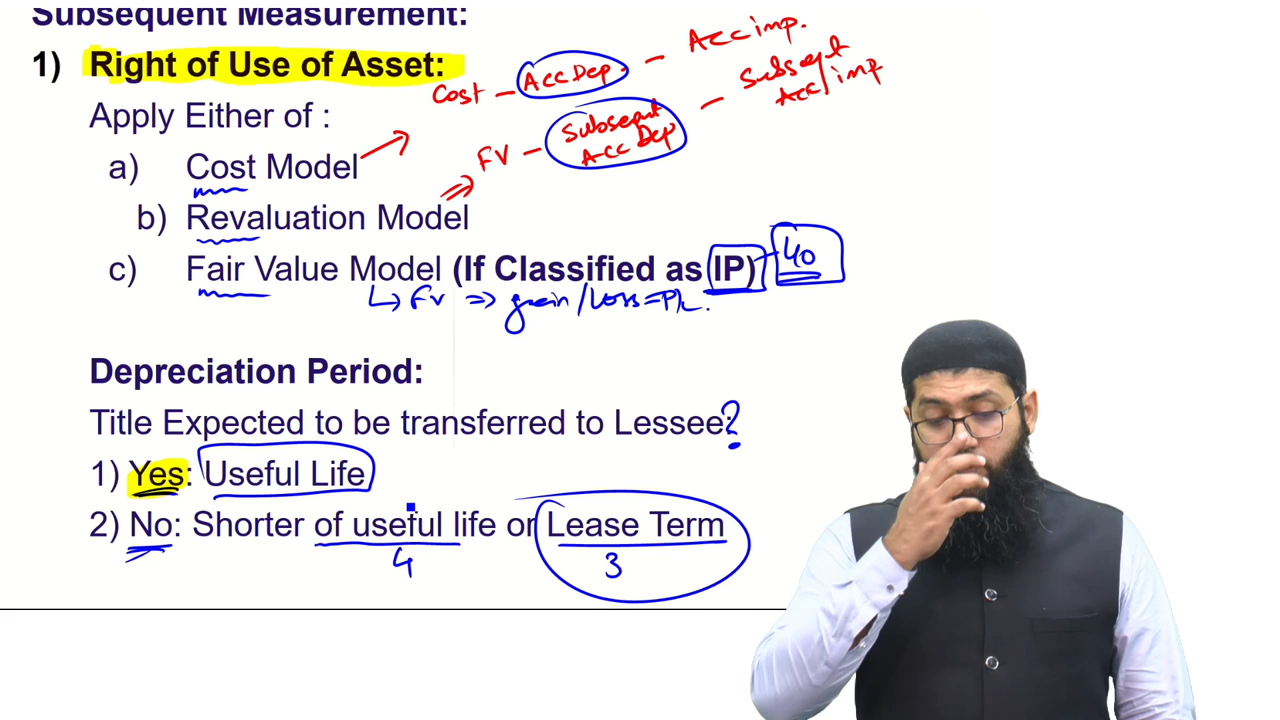 Subsequent Measurement:
1) Right of Use of Asset:
Cost - Acc Dep. - Acc imp.
Apply Either of :
FV - Subsequent Acc Dep - Subseqt Acc/imp
a) Cost Model
b) Revaluation Model
c) Fair Value Model (If Classified as IP) 40
FV ⇒ gain/Loss = P/L.
Depreciation Period:
Title Expected to be transferred to Lessee:?
1) Yes: Useful Life
2) No: Shorter of useful life or Lease Term
4 3